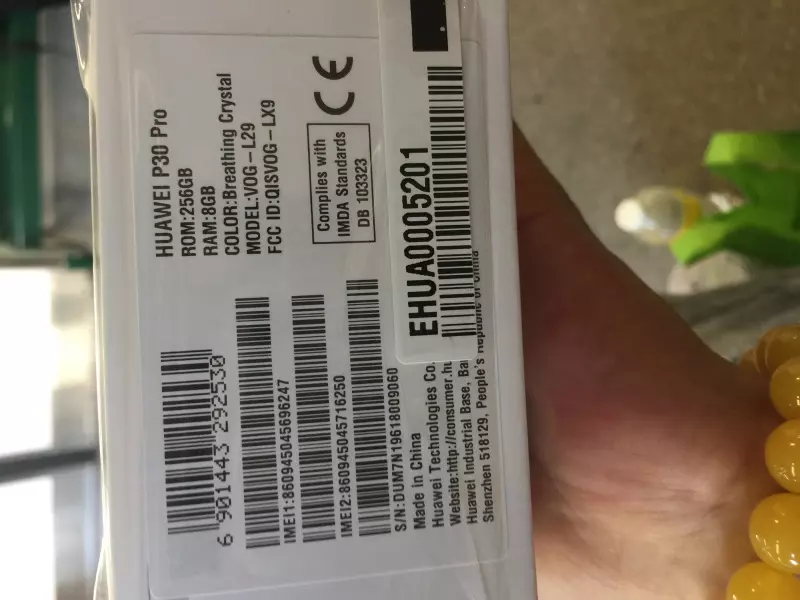 HUAWEI P30 Pro
ROM:256GB
RAM:8GB
COLOR:Breathing Crystal
MODEL:VOG-L29
FCC ID:QISVOG-LX9
Complies with
IMDA Standards
DB 103323
CE
6 901443 292530
IMEI1:860945045696247
IMEI2:860945045716250
S/N:DUM7N19618009060
EHUA0005201
Made in China
Huawei Technologies Co.
Website:http://consumer.hu
Huawei Industrial Base, Ba
Shenzhen 518129, People's Republic of China